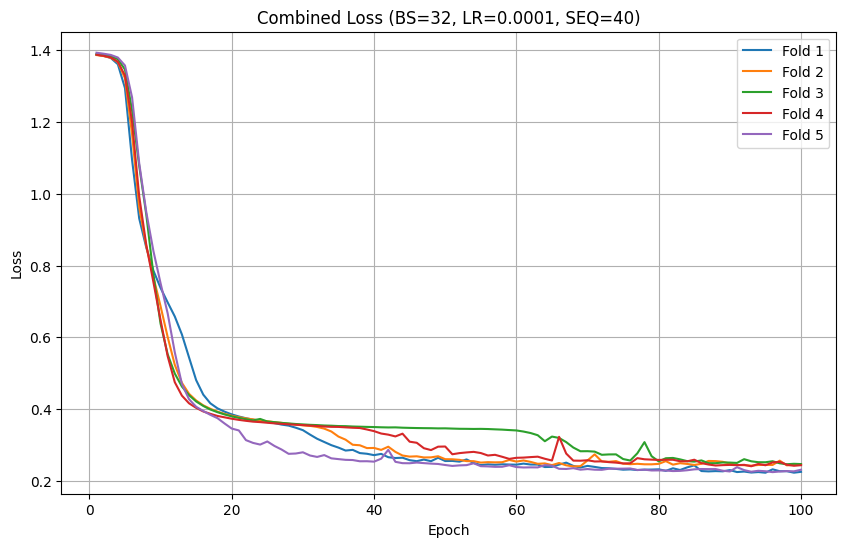 Combined Loss (BS=32, LR=0.0001, SEQ=40)
Fold 1
Fold 2
Fold 3
Fold 4
Fold 5
1.4
1.2
1.0
0.8
0.6
0.4
0.2
Loss
0 20 40 60 80 100
Epoch